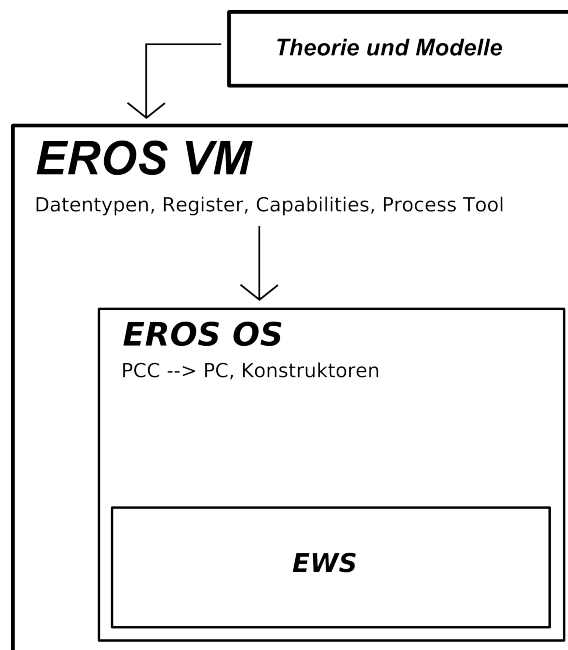 Theorie und Modelle
EROS VM
Datentypen, Register, Capabilities, Process Tool
EROS OS
PCC --> PC, Konstruktoren
EWS